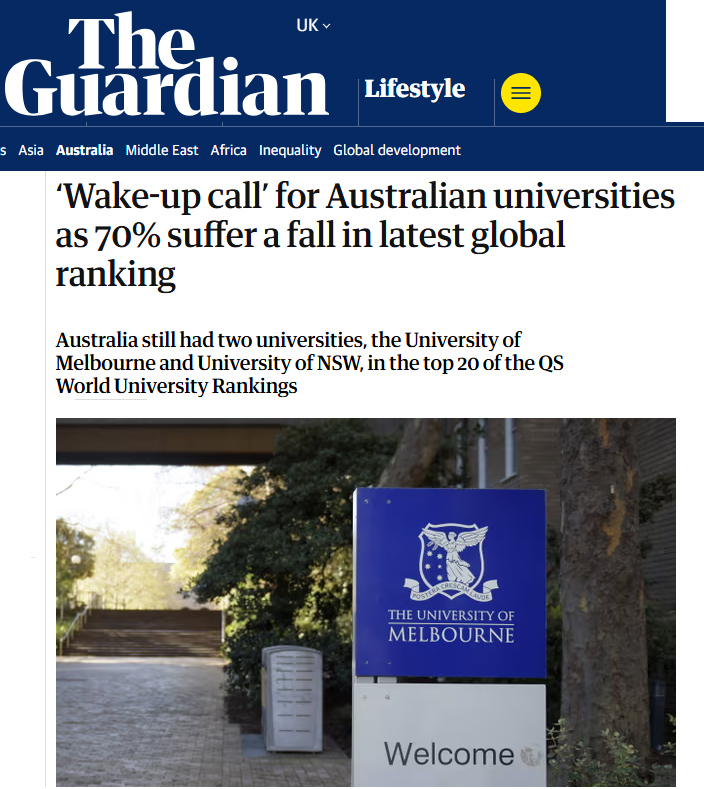 The
Guardian
UK
Lifestyle
s Asia Australia Middle East Africa Inequality Global development
‘Wake-up call’ for Australian universities
as 70% suffer a fall in latest global
ranking
Australia still had two universities, the University of
Melbourne and University of NSW, in the top 20 of the QS
World University Rankings
POSTERA CRESCAM LAUDE
THE UNIVERSITY OF
MELBOURNE
Welcome